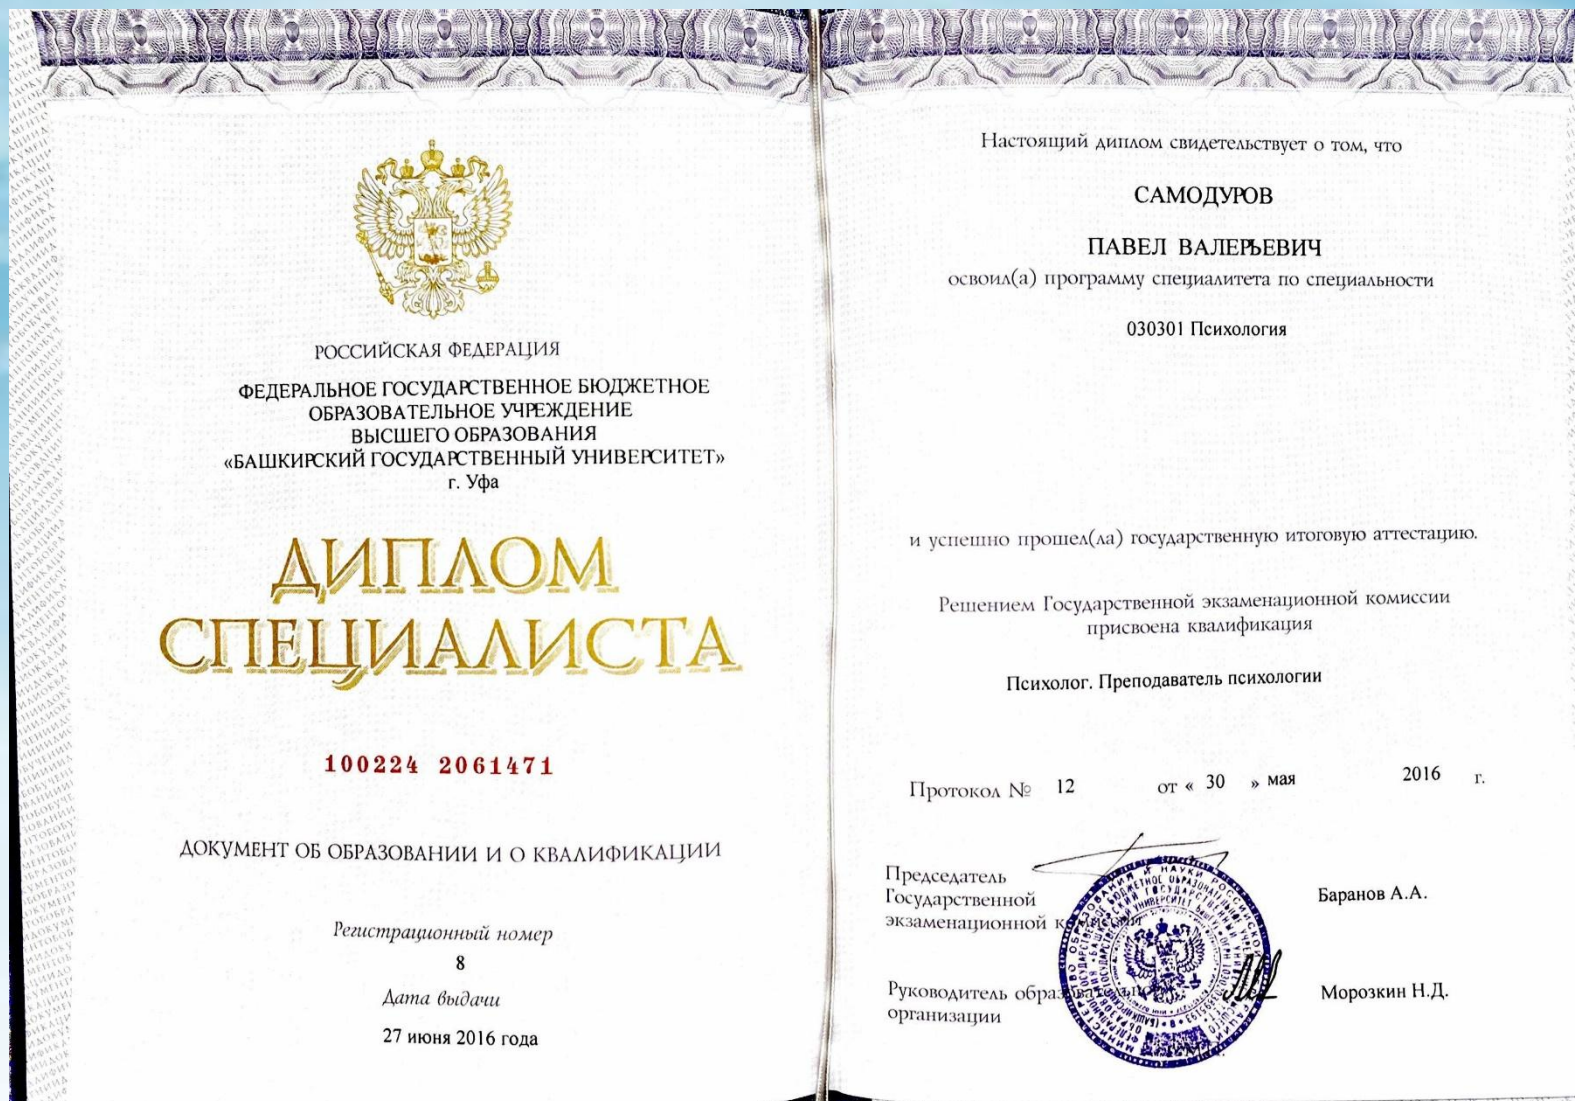 РОССИЙСКАЯ ФЕДЕРАЦИЯ
ФЕДЕРАЛЬНОЕ ГОСУДАРСТВЕННОЕ БЮДЖЕТНОЕ
ОБРАЗОВАТЕЛЬНОЕ УЧРЕЖДЕНИЕ
ВЫСШЕГО ОБРАЗОВАНИЯ
«БАШКИРСКИЙ ГОСУДАРСТВЕННЫЙ УНИВЕРСИТЕТ»
г. Уфа
ДИПЛОМ
СПЕЦИАЛИСТА
100224 2061471
ДОКУМЕНТ ОБ ОБРАЗОВАНИИ И О КВАЛИФИКАЦИИ
Регистрационный номер
8
Дата выдачи
27 июня 2016 года
Настоящий диплом свидетельствует о том, что
САМОДУРОВ
ПАВЕЛ ВАЛЕРЬЕВИЧ
освоил(а) программу специалитета по специальности
030301 Психология
и успешно прошел(ла) государственную итоговую аттестацию.
Решением Государственной экзаменационной комиссии
присвоена квалификация
Психолог. Преподаватель психологии
Протокол № 12 от « 30 » мая 2016 г.
Председатель
Государственной
экзаменационной
Баранов А.А.
Руководитель образовательной
организации
Морозкин Н.Д.